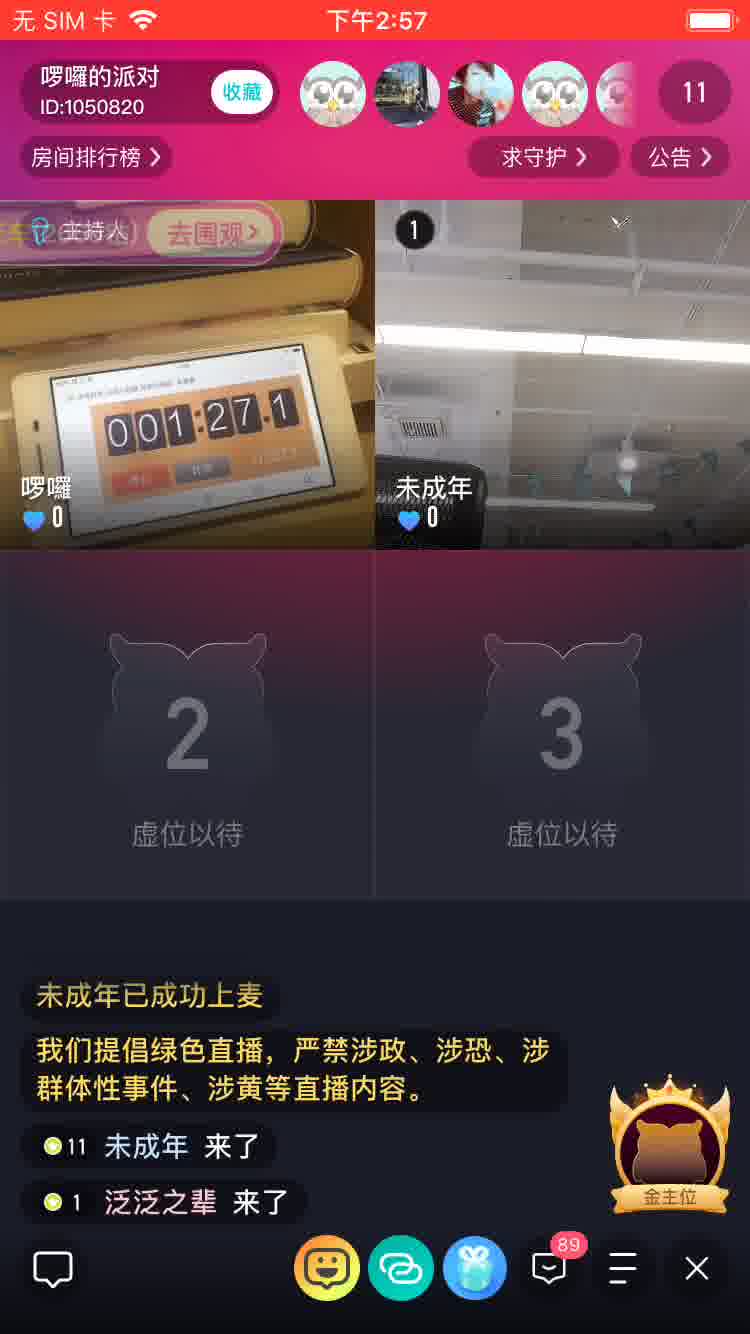 无 SIM 卡
下午2:57
啰囉的派对
ID:1050820
收藏
11
房间排行榜
求守护
公告
主持人
去围观
1
001:27.1
啰囉
0
未成年
0
2
虚位以待
3
虚位以待
未成年已成功上麦
我们提倡绿色直播，严禁涉政、涉恐、涉
群体性事件、涉黄等直播内容。
11 未成年 来了
1 泛泛之辈 来了
金主位
89